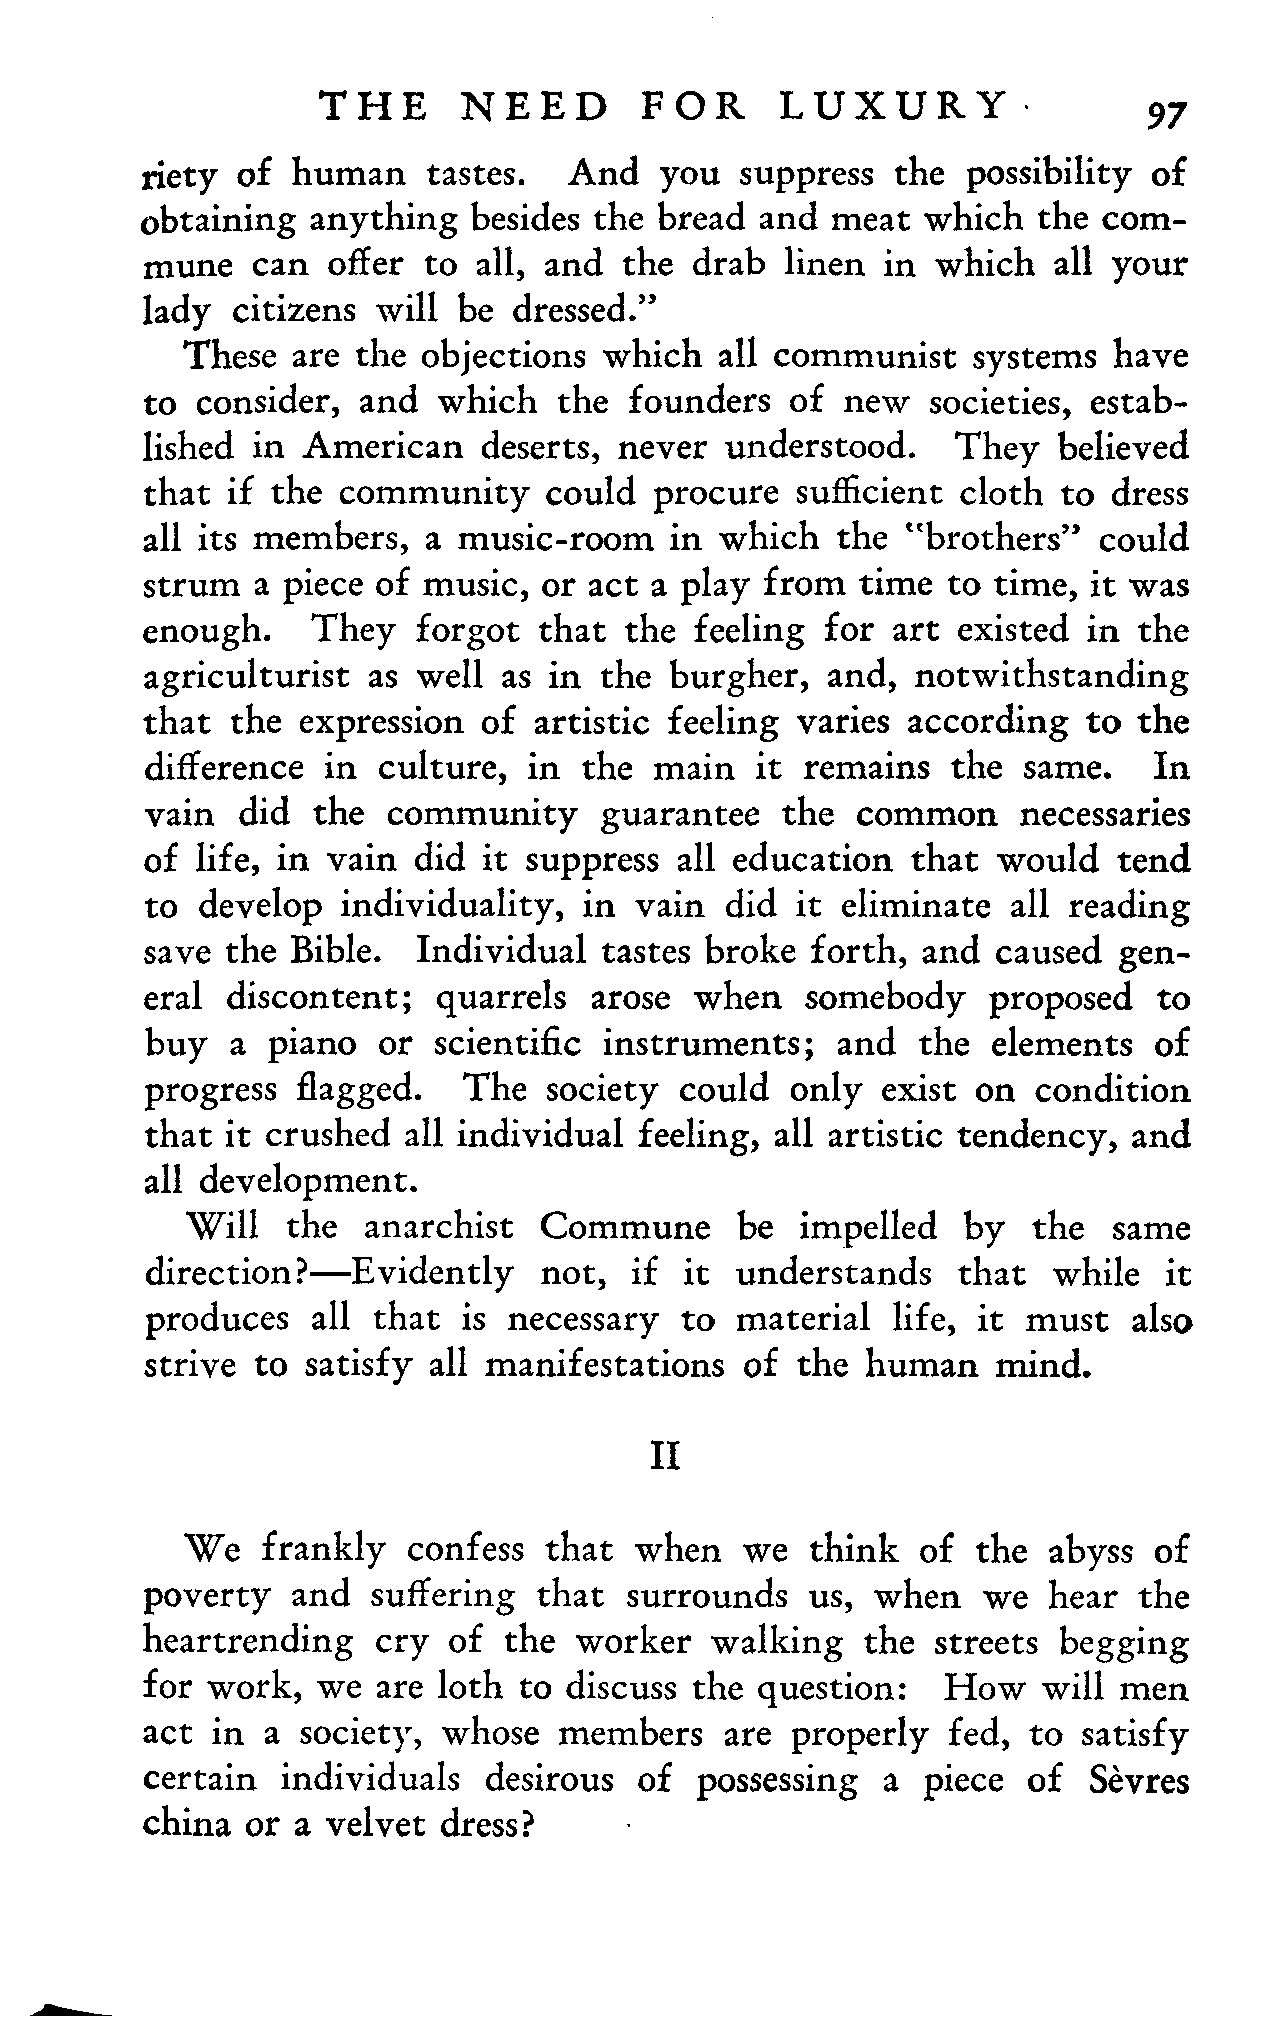 THE NEED FOR LUXURY 97
riety of human tastes. And you suppress the possibility of
obtaining anything besides the bread and meat which the com-
mune can offer to all, and the drab linen in which all your
lady citizens will be dressed."
These are the objections which all communist systems have
to consider, and which the founders of new societies, estab-
lished in American deserts, never understood. They believed
that if the community could procure sufficient cloth to dress
all its members, a music-room in which the "brothers" could
strum a piece of music, or act a play from time to time, it was
enough. They forgot that the feeling for art existed in the
agriculturist as well as in the burgher, and, notwithstanding
that the expression of artistic feeling varies according to the
difference in culture, in the main it remains the same. In
vain did the community guarantee the common necessaries
of life, in vain did it suppress all education that would tend
to develop individuality, in vain did it eliminate all reading
save the Bible. Individual tastes broke forth, and caused gen-
eral discontent; quarrels arose when somebody proposed to
buy a piano or scientific instruments; and the elements of
progress flagged. The society could only exist on condition
that it crushed all individual feeling, all artistic tendency, and
all development.
Will the anarchist Commune be impelled by the same
direction?—Evidently not, if it understands that while it
produces all that is necessary to material life, it must also
strive to satisfy all manifestations of the human mind.
II
We frankly confess that when we think of the abyss of
poverty and suffering that surrounds us, when we hear the
heartrending cry of the worker walking the streets begging
for work, we are loth to discuss the question: How will men
act in a society, whose members are properly fed, to satisfy
certain individuals desirous of possessing a piece of Sèvres
china or a velvet dress?